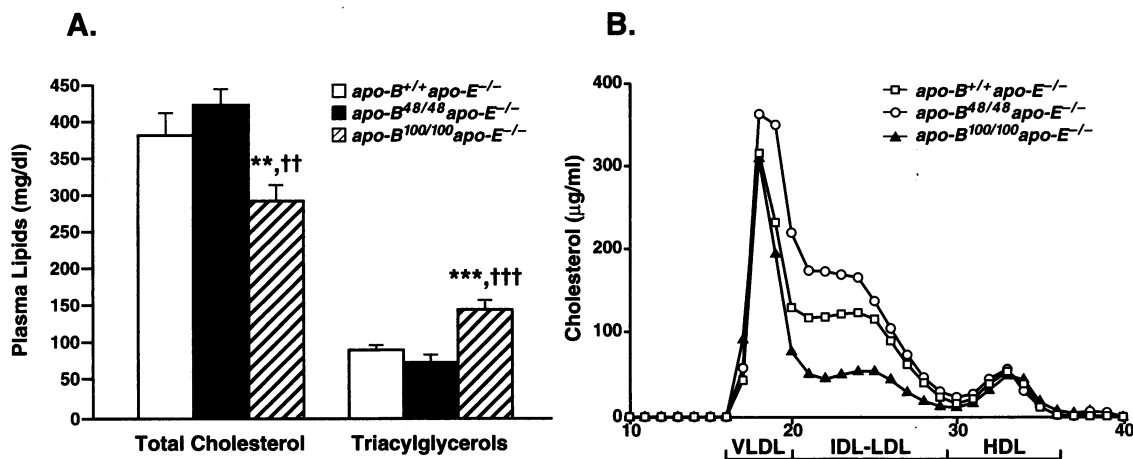 A.
Plasma Lipids (mg/dl)
450
400
350
300
250
200
150
100
50
0
apo-B+/+apo-E−/−
apo-B48/48apo-E−/−
apo-B100/100apo-E−/−
**,††
***,†††
Total Cholesterol Triacylglycerols
B.
Cholesterol (µg/ml)
400
300
200
100
0
apo-B+/+apo-E−/−
apo-B48/48apo-E−/−
apo-B100/100apo-E−/−
10 20 30 40
VLDL IDL-LDL HDL